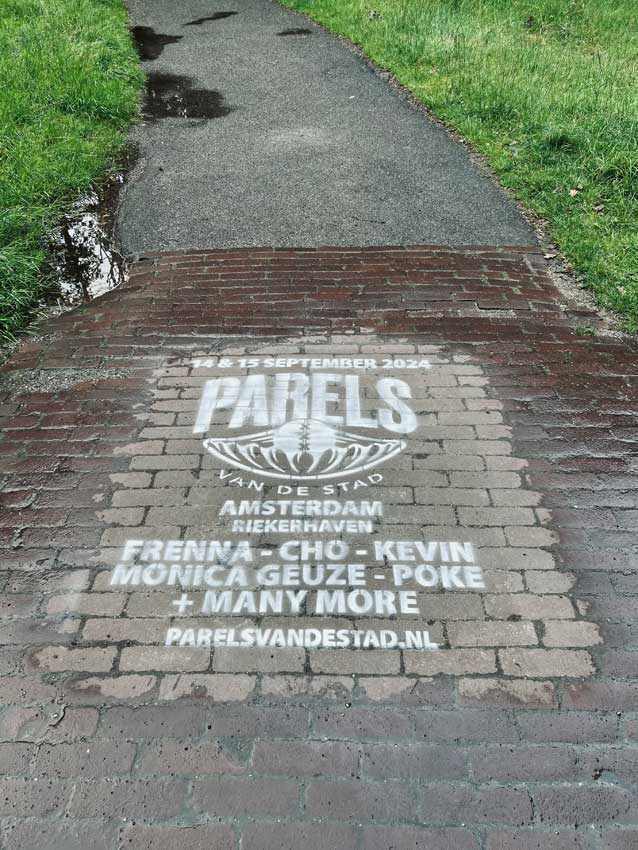 14 & 15 SEPTEMBER 2024
PARELS
VAN DE STAD
AMSTERDAM
RIEKERHAVEN
FRENNA - CHO - KEVIN
MONICA GEUZE - POKE
+ MANY MORE
PARELSVANDESTAD.NL